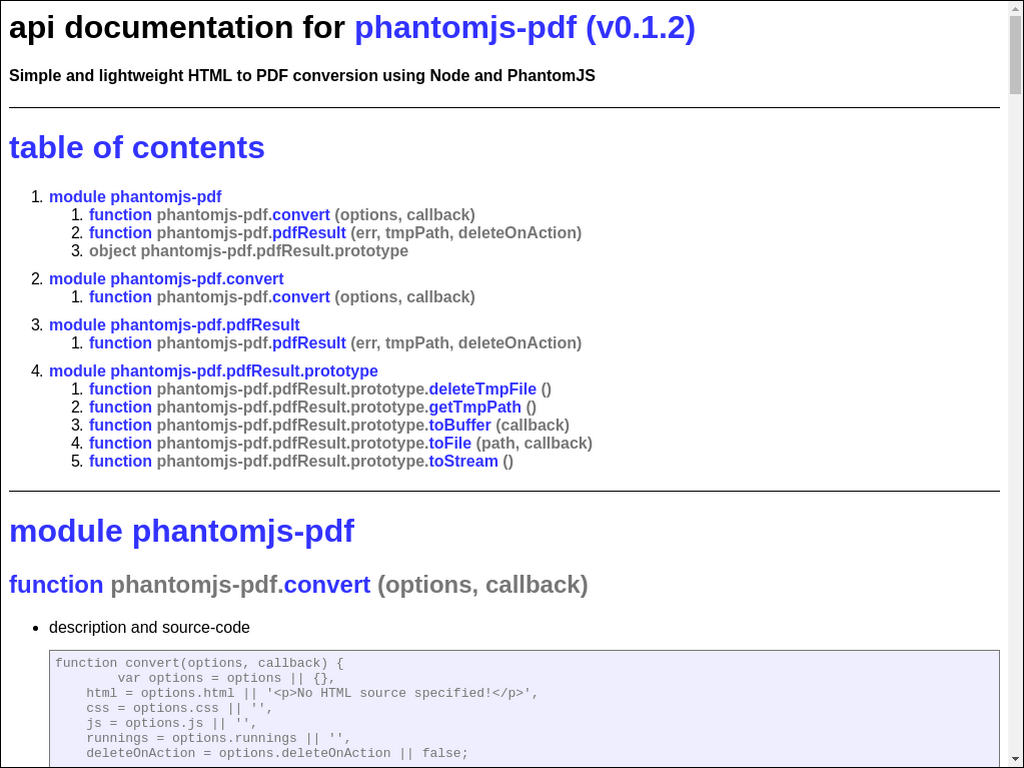 api documentation for phantomjs-pdf (v0.1.2)
Simple and lightweight HTML to PDF conversion using Node and PhantomJS
table of contents
1. module phantomjs-pdf
1. function phantomjs-pdf.convert (options, callback)
2. function phantomjs-pdf.pdfResult (err, tmpPath, deleteOnAction)
3. object phantomjs-pdf.pdfResult.prototype
2. module phantomjs-pdf.convert
1. function phantomjs-pdf.convert (options, callback)
3. module phantomjs-pdf.pdfResult
1. function phantomjs-pdf.pdfResult (err, tmpPath, deleteOnAction)
4. module phantomjs-pdf.pdfResult.prototype
1. function phantomjs-pdf.pdfResult.prototype.deleteTmpFile ()
2. function phantomjs-pdf.pdfResult.prototype.getTmpPath ()
3. function phantomjs-pdf.pdfResult.prototype.toBuffer (callback)
4. function phantomjs-pdf.pdfResult.prototype.toFile (path, callback)
5. function phantomjs-pdf.pdfResult.prototype.toStream ()
module phantomjs-pdf
function phantomjs-pdf.convert (options, callback)
• description and source-code
function convert(options, callback) {
var options = options || {},
html = options.html || '<p>No HTML source specified!</p>',
css = options.css || '',
js = options.js || '',
runnings = options.runnings || '',
deleteOnAction = options.deleteOnAction || false;